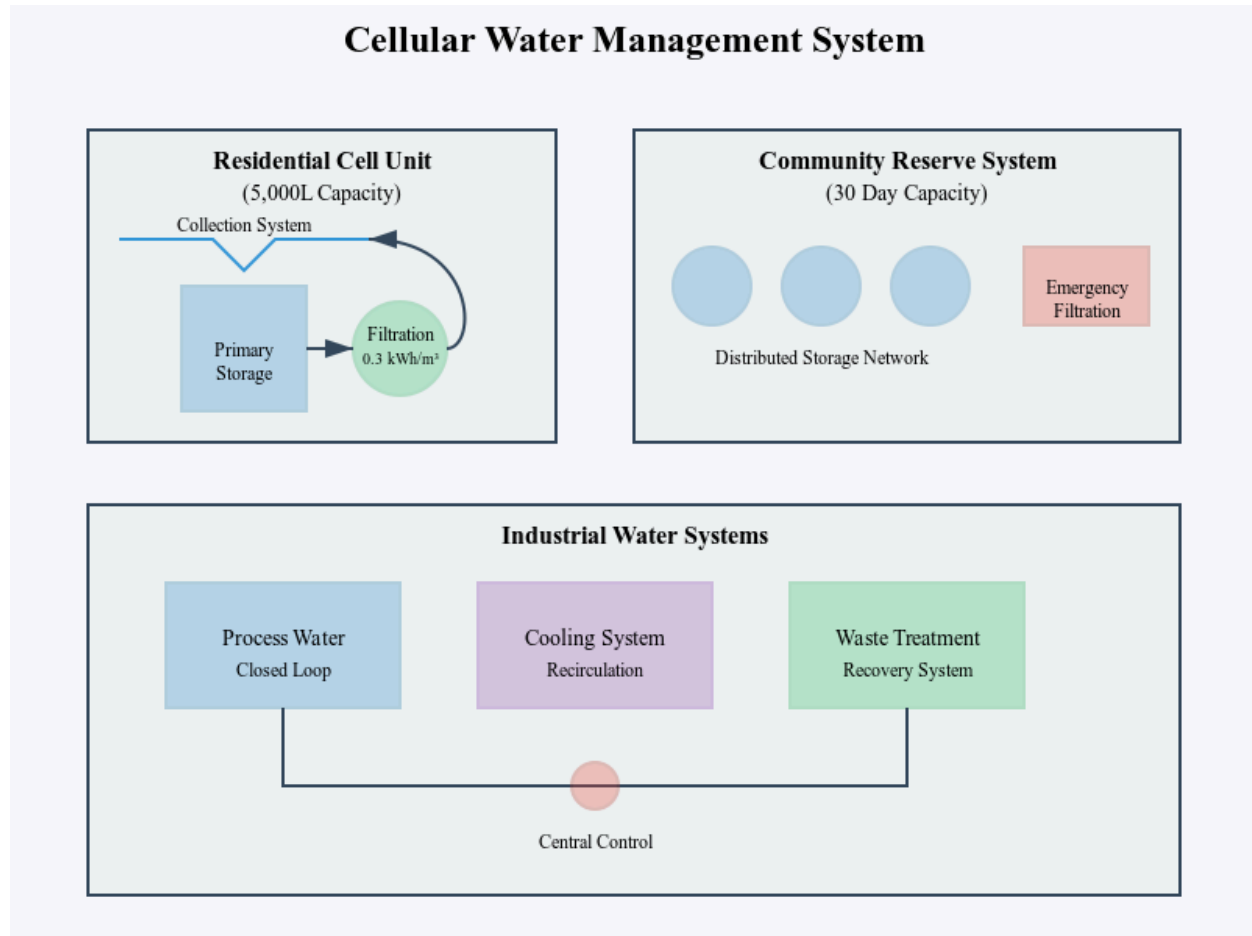 Cellular Water Management System
Residential Cell Unit
(5,000L Capacity)
Collection System
Primary
Storage
Filtration
0.3 kWh/m³
Community Reserve System
(30 Day Capacity)
Emergency
Filtration
Distributed Storage Network
Industrial Water Systems
Process Water
Closed Loop
Cooling System
Recirculation
Waste Treatment
Recovery System
Central Control